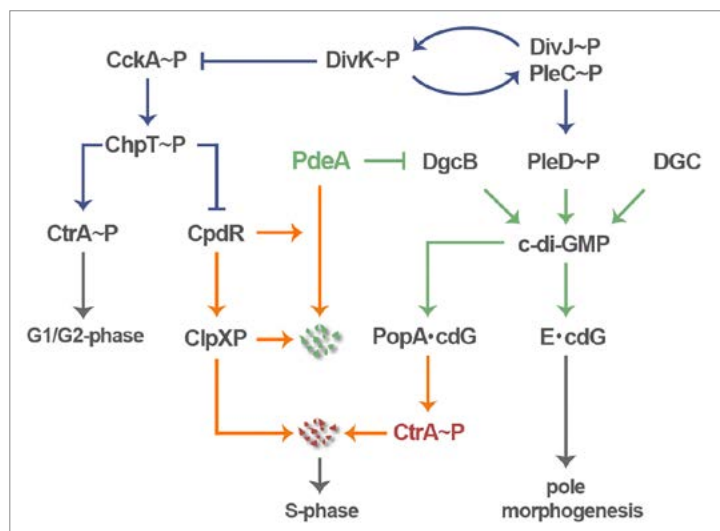 DivJ~P
CckA~P
DivK~P
PleC~P
ChpT~P
PdeA
DgcB
PleD~P
DGC
CtrA~P
CpdR
c-di-GMP
G1/G2-phase
ClpXP
PopA•cdG
E•cdG
CtrA~P
S-phase
pole
morphogenesis